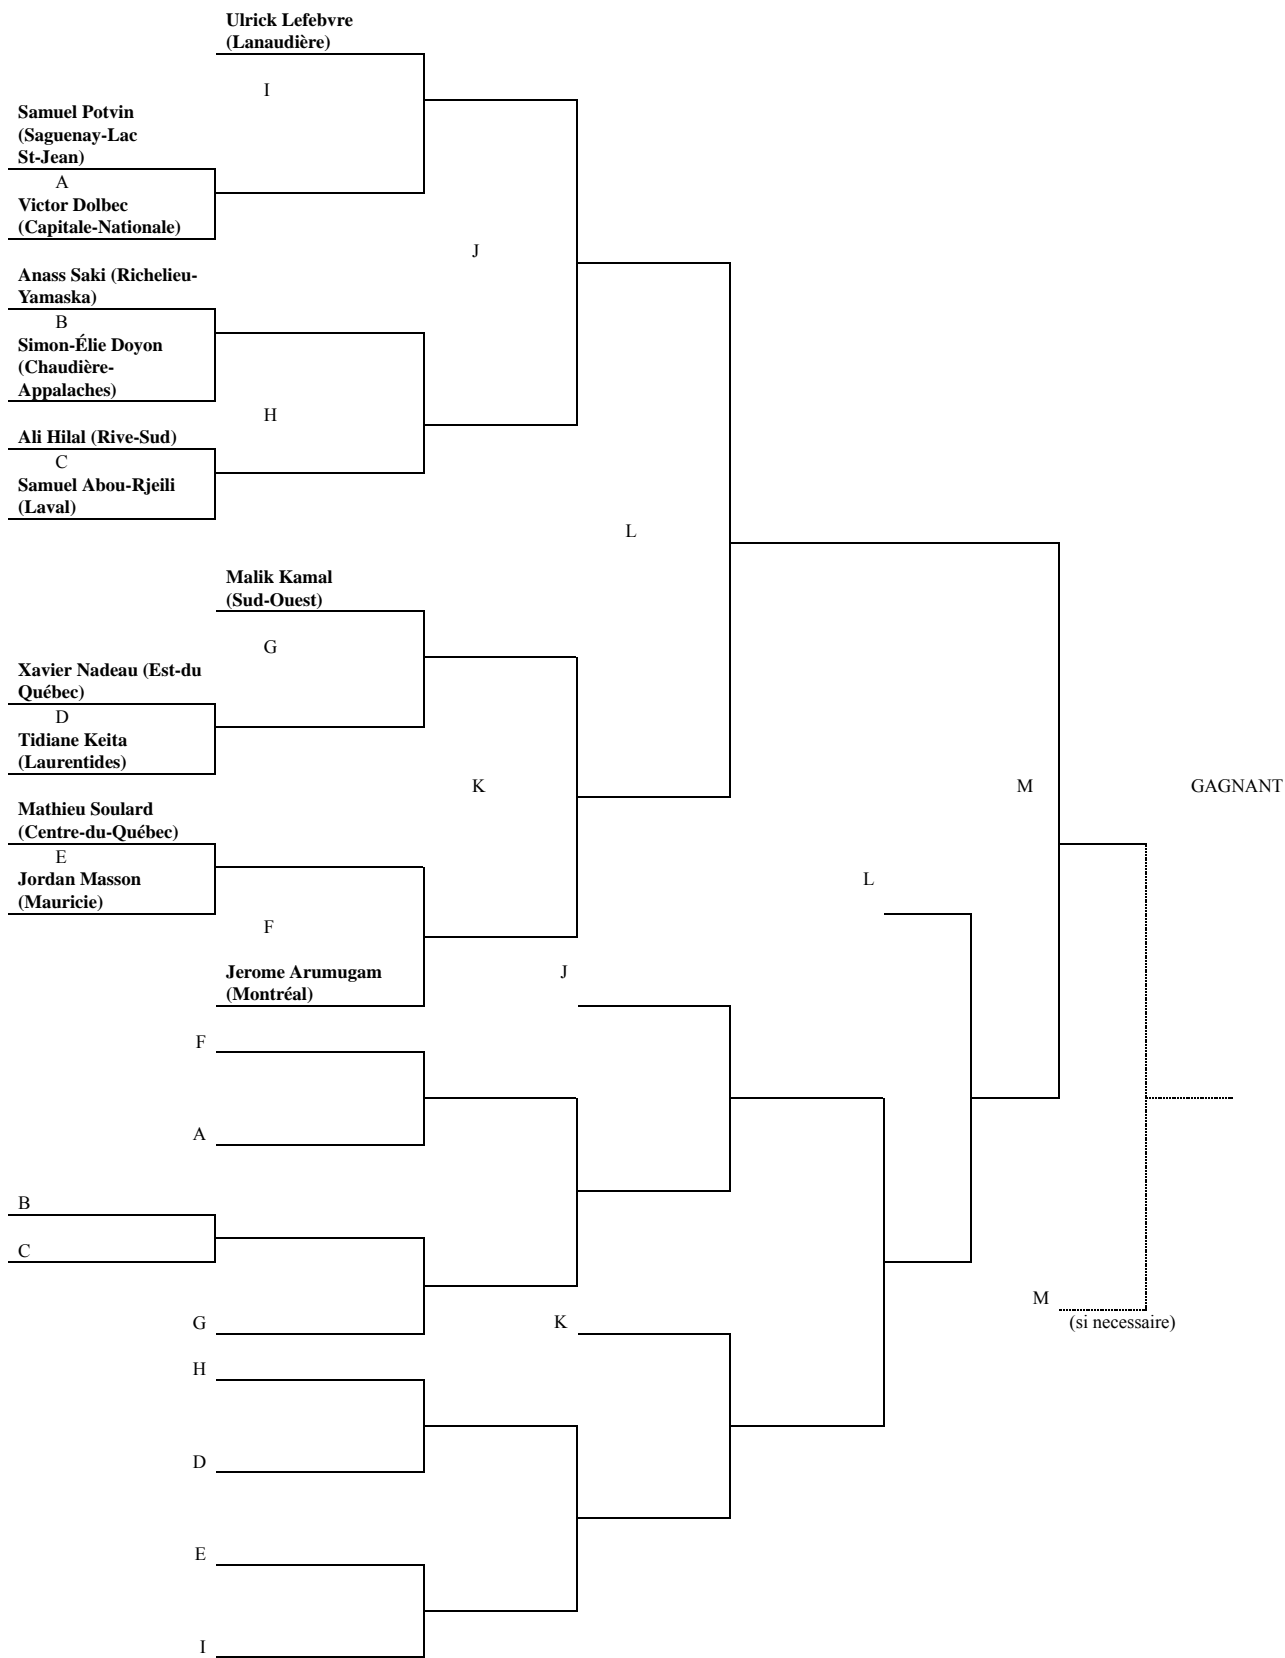 Ulrick Lefebvre
(Lanaudière)
I
Samuel Potvin
(Saguenay-Lac
St-Jean)
A
Victor Dolbec
(Capitale-Nationale)
J
Anass Saki (Richelieu-
Yamaska)
B
Simon-Élie Doyon
(Chaudière-
Appalaches)
H
Ali Hilal (Rive-Sud)
C
Samuel Abou-Rjeili
(Laval)
L
Malik Kamal
(Sud-Ouest)
G
Xavier Nadeau (Est-du
Québec)
D
Tidiane Keita
(Laurentides)
K
M
GAGNANT
Mathieu Soulard
(Centre-du-Québec)
E
Jordan Masson
(Mauricie)
L
F
Jerome Arumugam
(Montréal)
J
F
A
B
C
M
(si necessaire)
G
K
H
D
E
I